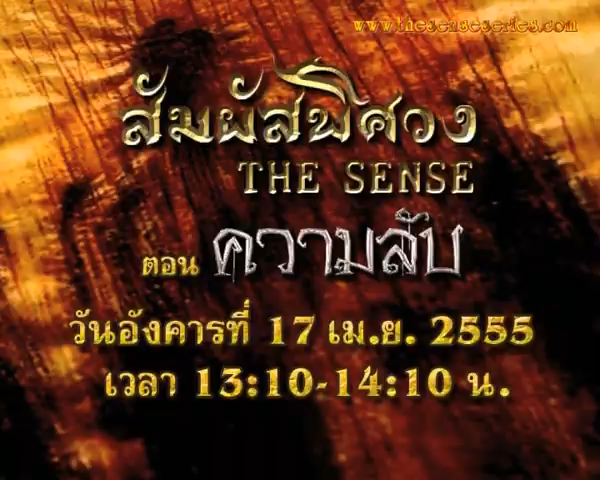 www.thesenseseries.com
สัมผัสพิศวง
THE SENSE
ตอน ความลับ
วันอังคารที่ 17 เม.ย. 2555
เวลา 13:10-14:10 น.